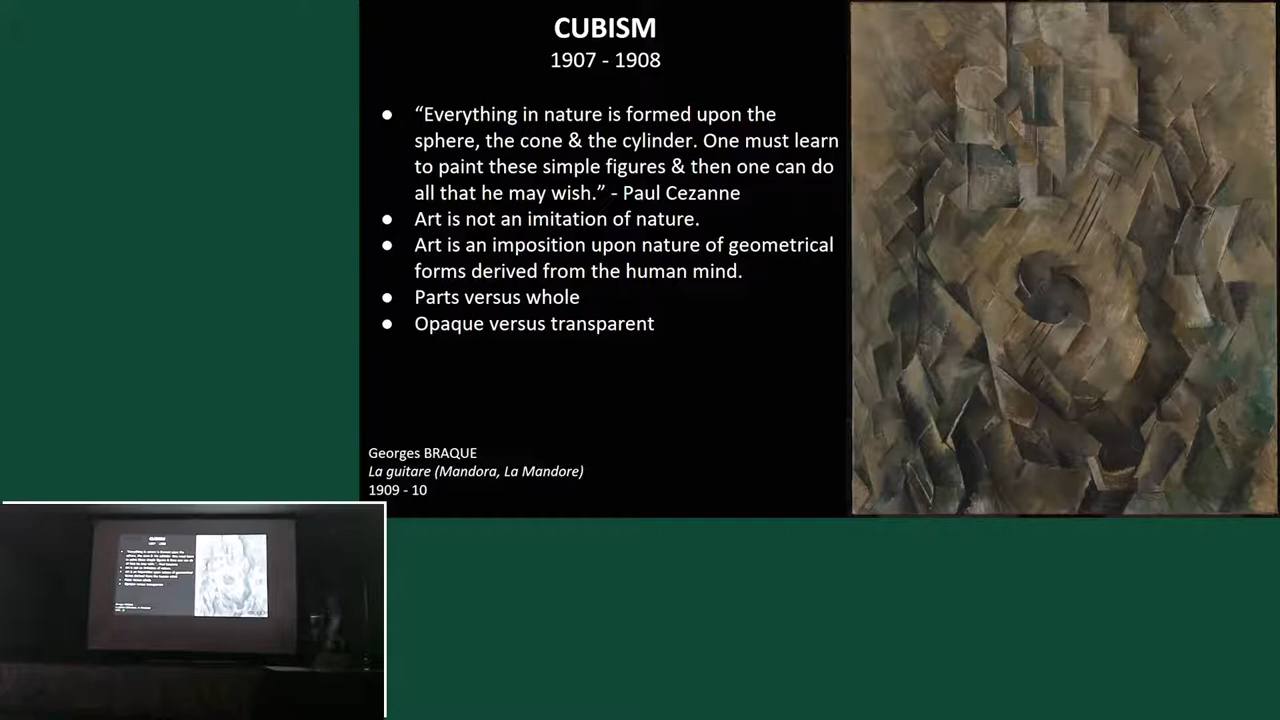 CUBISM
1907 - 1908
● “Everything in nature is formed upon the
sphere, the cone & the cylinder. One must learn
to paint these simple figures & then one can do
all that he may wish.” - Paul Cezanne
● Art is not an imitation of nature.
● Art is an imposition upon nature of geometrical
forms derived from the human mind.
● Parts versus whole
● Opaque versus transparent
Georges BRAQUE
La guitare (Mandora, La Mandore)
1909 - 10
CUBISM